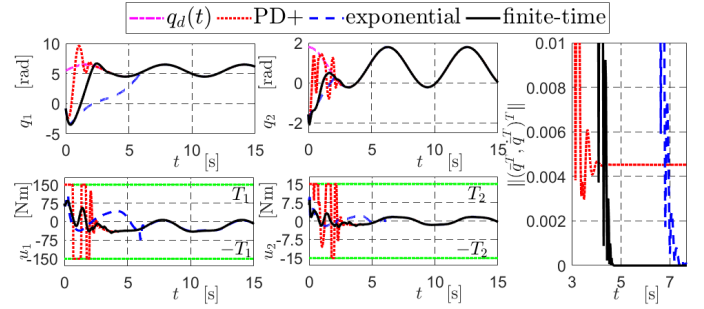 q_d(t) PD+ exponential finite-time
q_1 [rad]
10
5
0
-5
0 5 10 15
t [s]
q_2 [rad]
2
0
-2
0 5 10 15
t [s]
u_1 [Nm]
150
75
0
-75
-150
T_1
-T_1
0 5 10 15
t [s]
u_2 [Nm]
15
7.5
0
-7.5
-15
T_2
-T_2
0 5 10 15
t [s]
0.01
0.008
0.006
0.004
0.002
0
3 5 7
t [s]